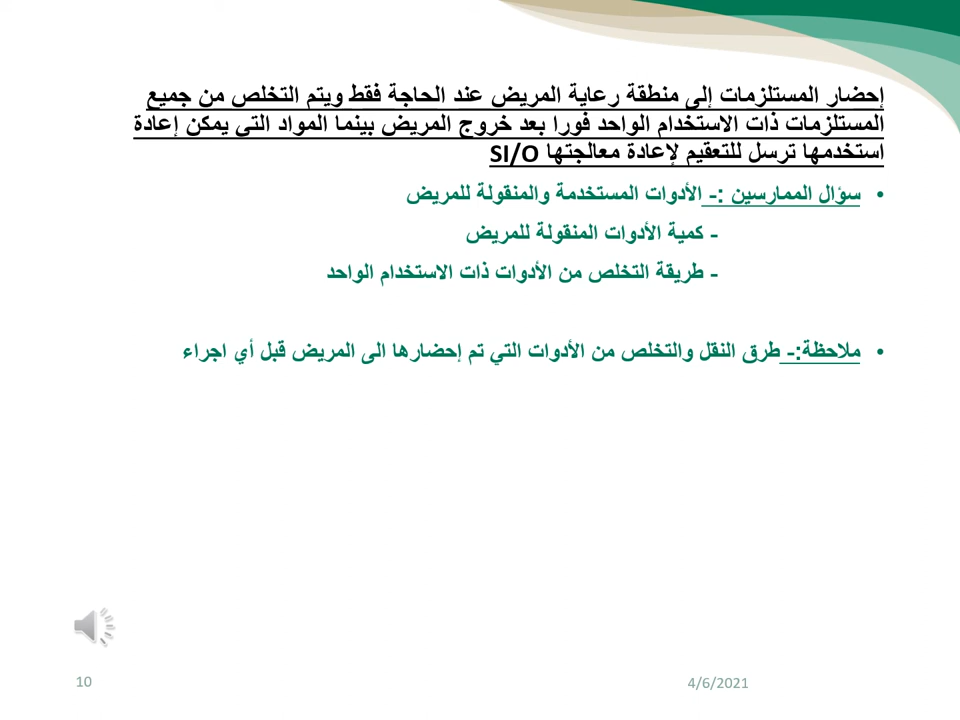 إحضار المستلزمات إلى منطقة رعاية المريض عند الحاجة فقط ويتم التخلص من جميع
المستلزمات ذات الاستخدام الواحد فورا بعد خروج المريض بينما المواد التي يمكن إعادة
استخدمها ترسل للتعقيم لإعادة معالجتها SI/O
• سؤال الممارسين :- الأدوات المستخدمة والمنقولة للمريض
- كمية الأدوات المنقولة للمريض
- طريقة التخلص من الأدوات ذات الاستخدام الواحد
• ملاحظة:- طرق النقل والتخلص من الأدوات التي تم إحضارها الى المريض قبل أي اجراء
10
4/6/2021